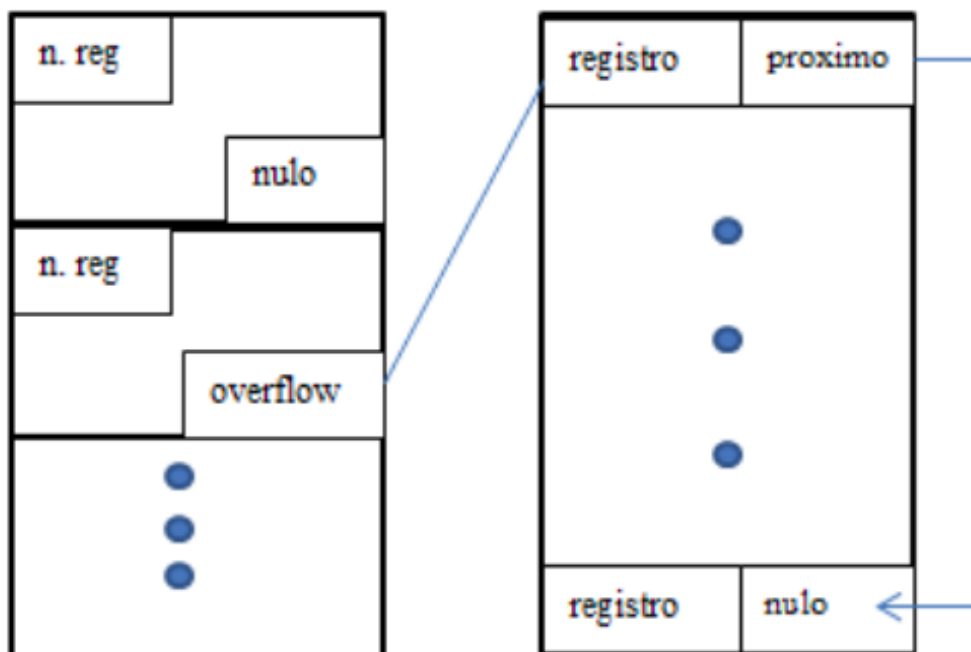 n. reg
nulo
n. reg
overflow
registro
proximo
registro
nulo